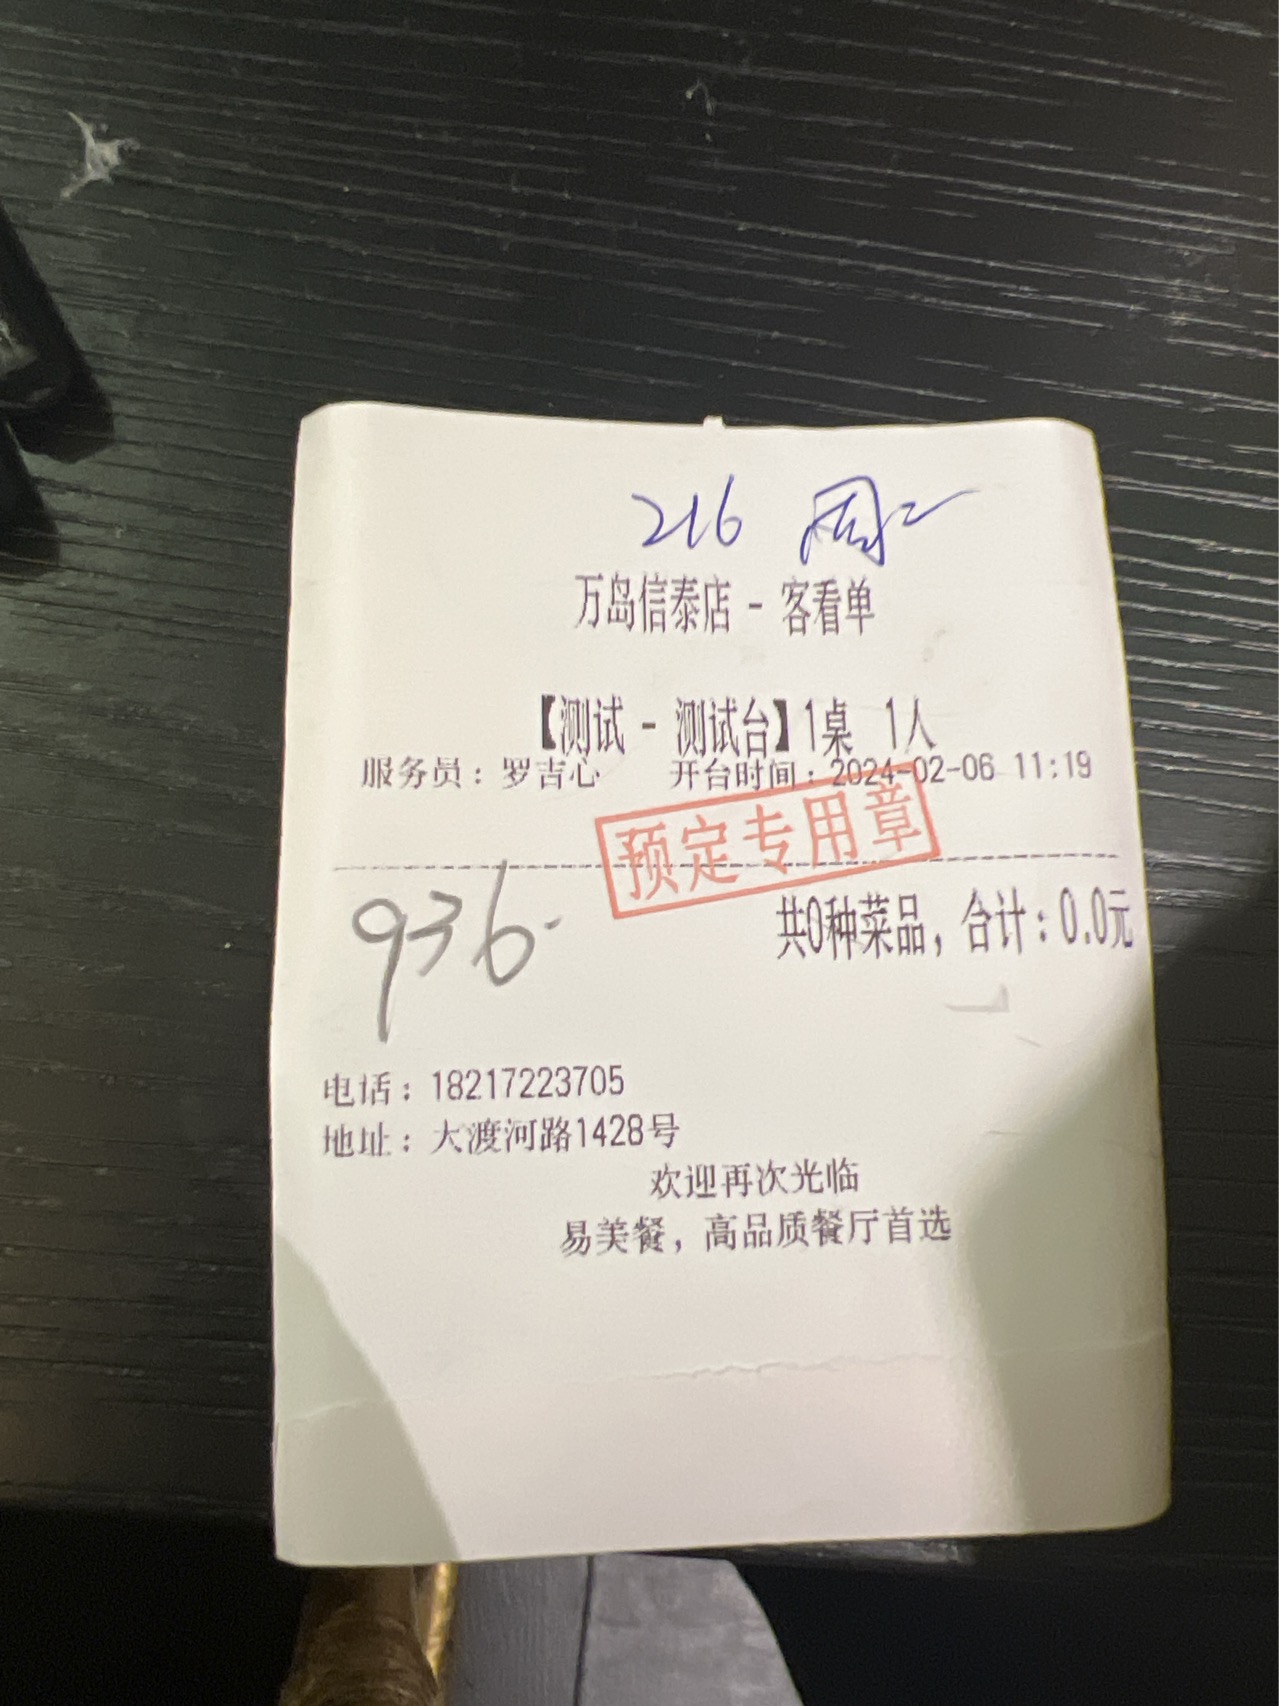 216 周二
万岛信泰店 - 客看单
【测试 - 测试台】1桌 1人
服务员：罗吉心 开台时间：2024-02-06 11:19
预定专用章
936
共0种菜品，合计：0.0元
电话：18217223705
地址：大渡河路1428号
欢迎再次光临
易美餐，高品质餐厅首选